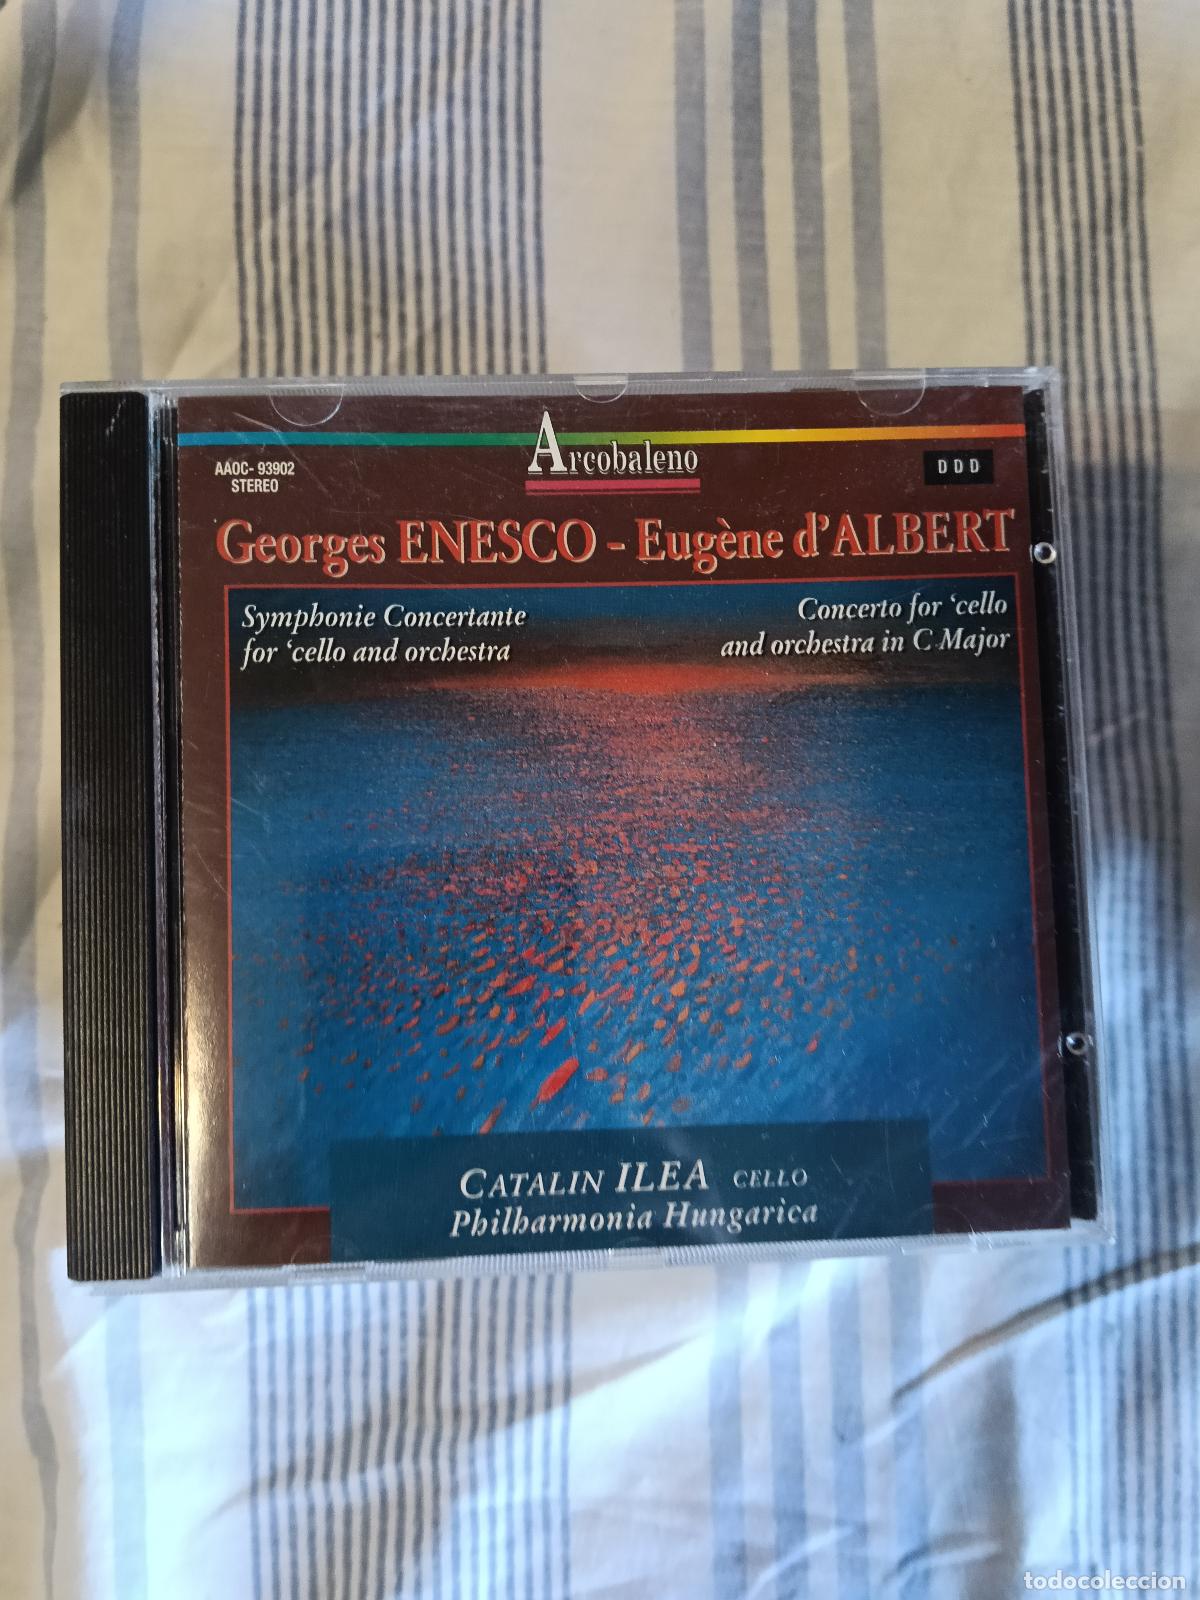 Arcobaleno
AAOC- 93902
STEREO
DDD
Georges ENESCO - Eugène d'ALBERT
Symphonie Concertante
for ‘cello and orchestra
Concerto for ‘cello
and orchestra in C Major
CATALIN ILEA CELLO
Philharmonia Hungarica
todocoleccion